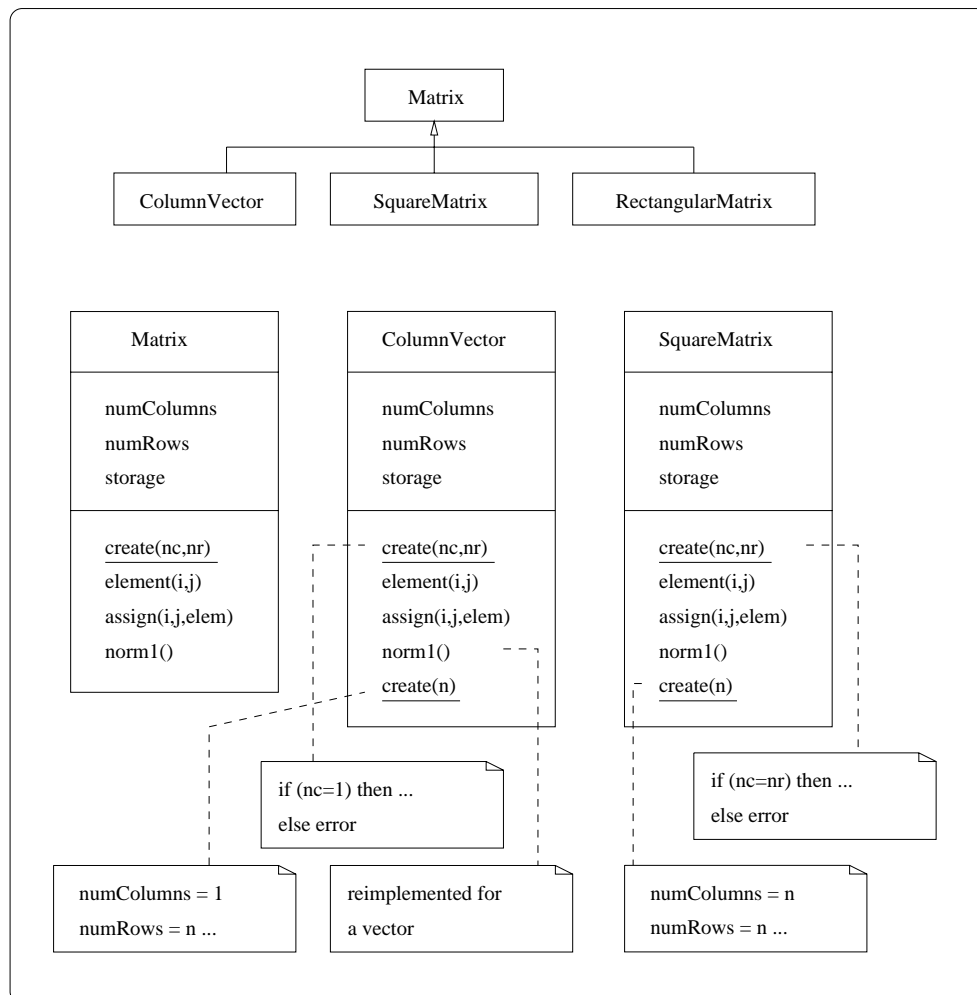 Matrix
ColumnVector
SquareMatrix
RectangularMatrix
Matrix
numColumns
numRows
storage
create(nc,nr)
element(i,j)
assign(i,j,elem)
norm1()
ColumnVector
numColumns
numRows
storage
create(nc,nr)
element(i,j)
assign(i,j,elem)
norm1()
create(n)
SquareMatrix
numColumns
numRows
storage
create(nc,nr)
element(i,j)
assign(i,j,elem)
norm1()
create(n)
if (nc=1) then ...
else error
if (nc=nr) then ...
else error
numColumns = 1
numRows = n ...
reimplemented for
a vector
numColumns = n
numRows = n ...